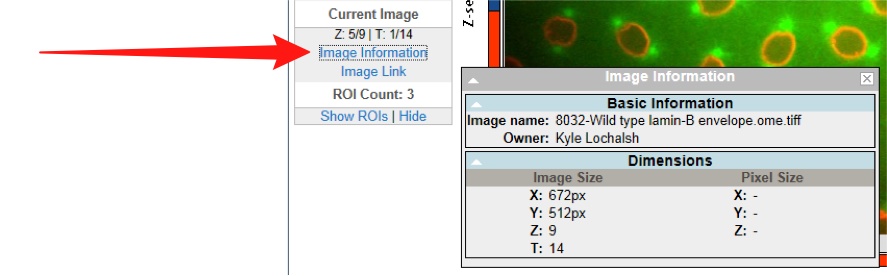 Current Image
Z: 5/9 | T: 1/14
Image Information
Image Link
ROI Count: 3
Show ROIs | Hide
Z-se
Image Information
Basic Information
Image name: 8032-Wild type lamin-B envelope.ome.tiff
Owner: Kyle Lochalsh
Dimensions
Image Size Pixel Size
X: 672px X: -
Y: 512px Y: -
Z: 9 Z: -
T: 14